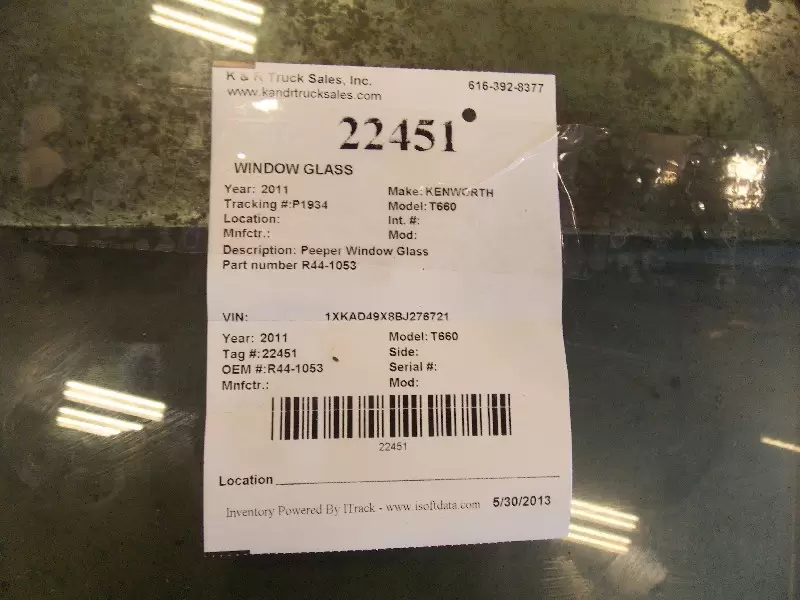 K & R Truck Sales, Inc. 616-392-8377
www.kandrtrucksales.com
22451
WINDOW GLASS
Year: 2011 Make: KENWORTH
Tracking #:P1934 Model: T660
Location: Int. #:
Mnfctr.: Mod:
Description: Peeper Window Glass
Part number R44-1053
VIN: 1XKAD49X8BJ276721
Year: 2011 Model: T660
Tag #:22451 Side:
OEM #:R44-1053 Serial #:
Mnfctr.: Mod:
22451
Location
Inventory Powered By ITrack - www.isoftdata.com 5/30/2013